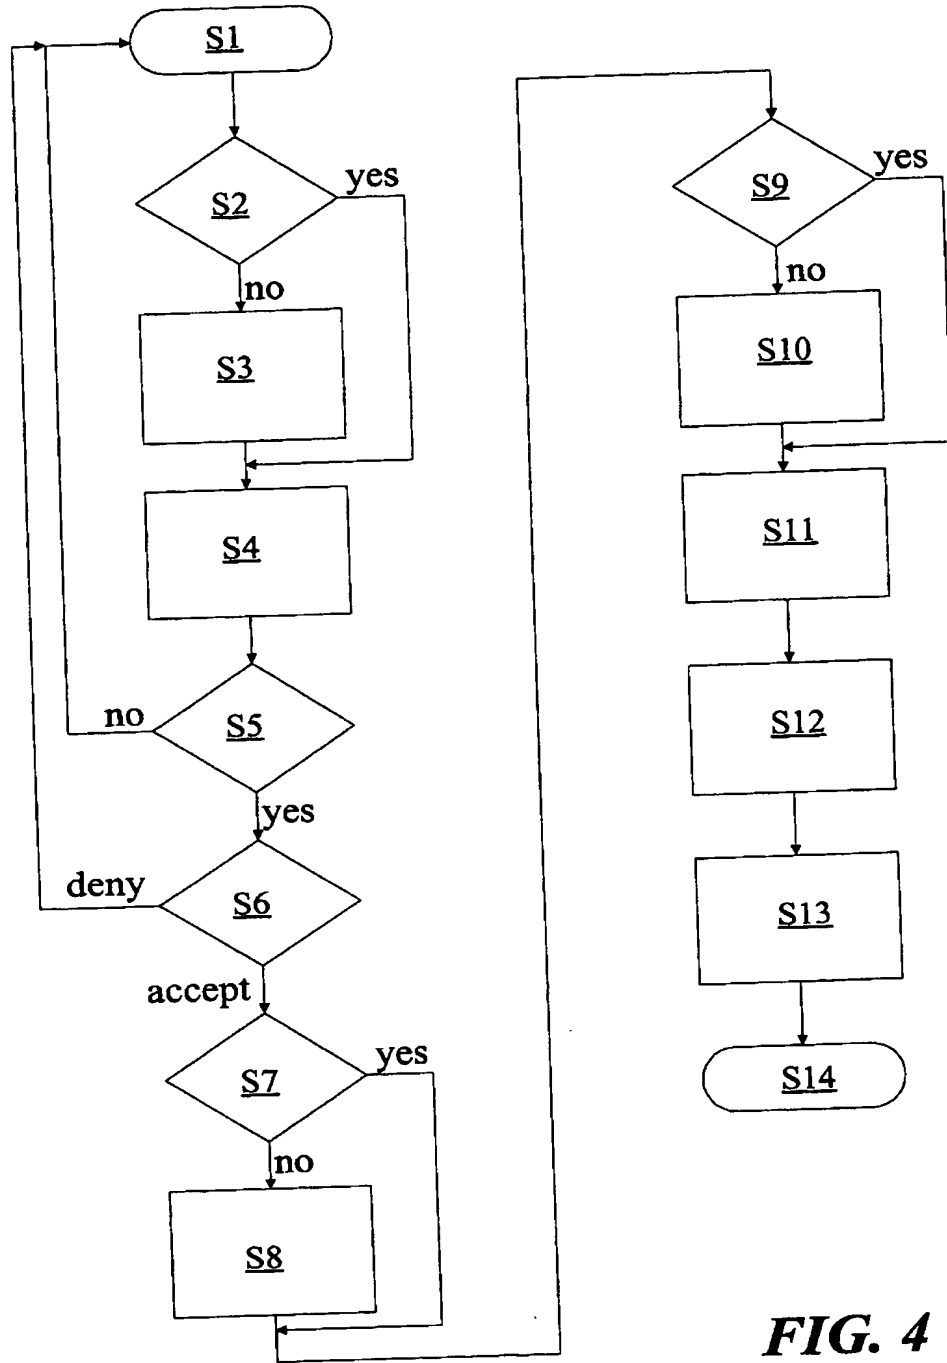 S1
S2
yes
no
S3
S4
S5
no
yes
S6
deny
accept
S7
yes
no
S8
S9
yes
no
S10
S11
S12
S13
S14
FIG. 4